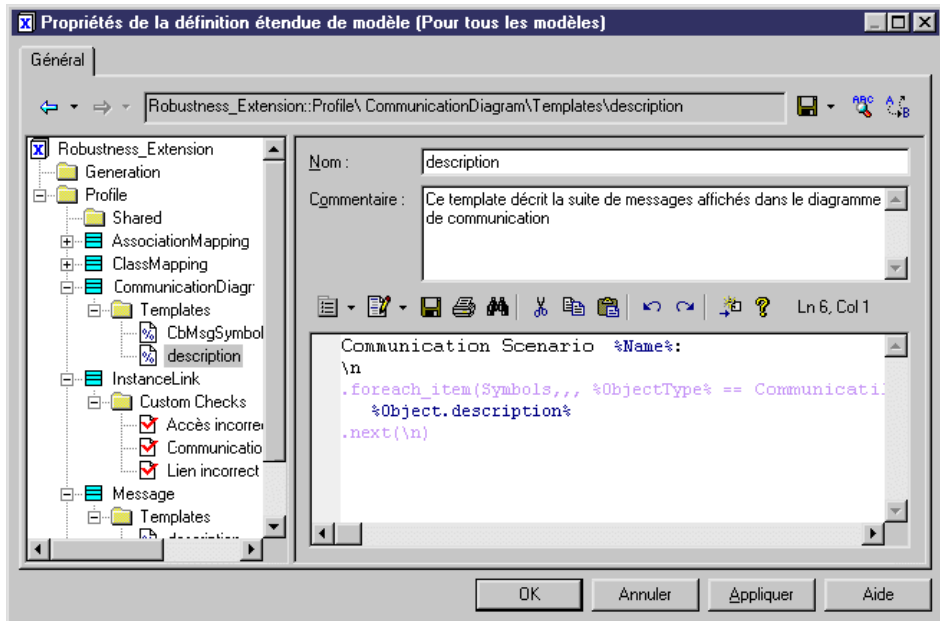 Propriétés de la définition étendue de modèle (Pour tous les modèles)
Général
Robustness_Extension::Profile\ CommunicationDiagram\Templates\description
Robustness_Extension
Generation
Profile
Shared
AssociationMapping
ClassMapping
CommunicationDiagr
Templates
CbMsgSymbol
description
InstanceLink
Custom Checks
Accès incorre
Communicatio
Lien incorrect
Message
Templates
Nom :
description
Commentaire :
Ce template décrit la suite de messages affichés dans le diagramme
de communication
Ln 6, Col 1
Communication Scenario %Name%:
\n
.foreach_item(Symbols,,, %ObjectType% == Communicati
%Object.description%
.next(\n)
OK
Annuler
Appliquer
Aide